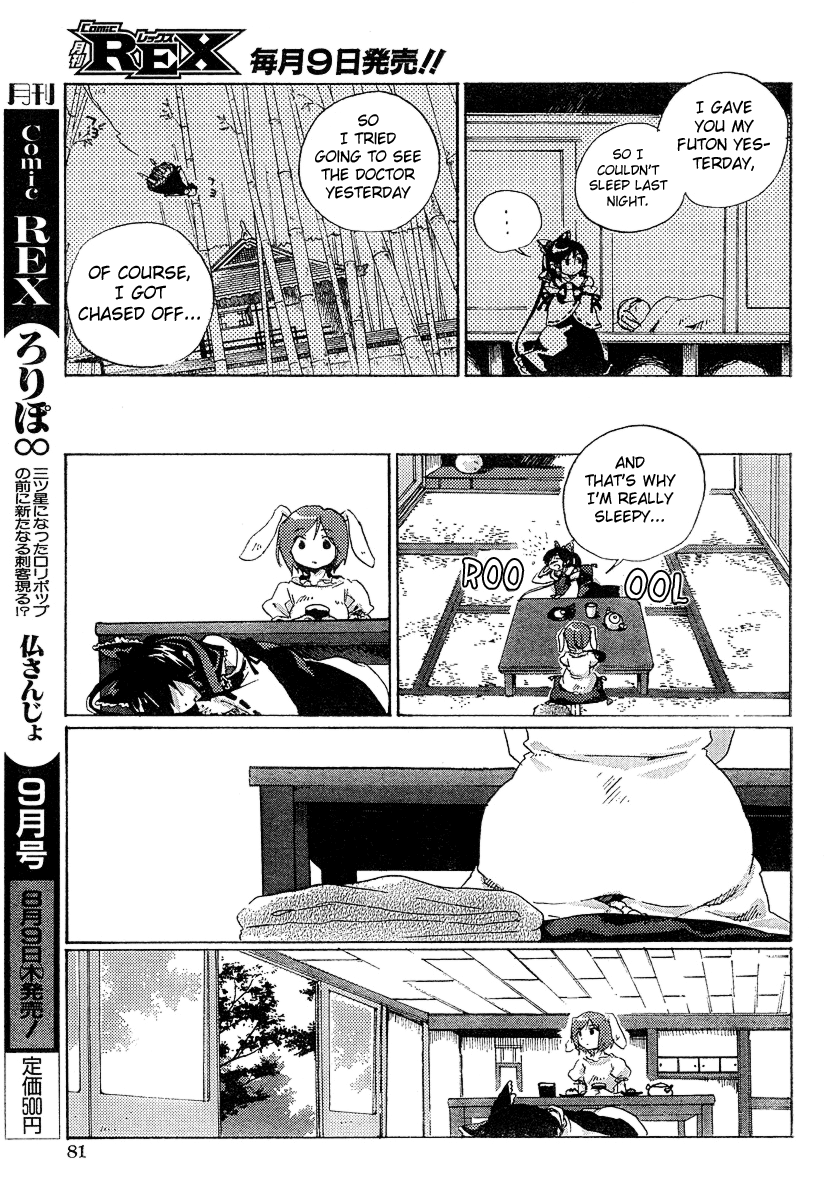 Comic
月刊
レックス
REX
毎月9日発売!!
I GAVE
YOU MY
FUTON YES-
TERDAY,
SO I
COULDN'T
SLEEP LAST
NIGHT.
...
SO
I TRIED
GOING TO SEE
THE DOCTOR
YESTERDAY
OF COURSE,
I GOT
CHASED OFF...
AND
THAT'S WHY
I'M REALLY
SLEEPY...
ROO
OOL
月刊
Comic REX
ろりぽ∞
三ツ星になったロリポップ
の前に新たなる刺客現る!?
仏さんじょ
9月号
8月9日(木)発売!
定価500円
81